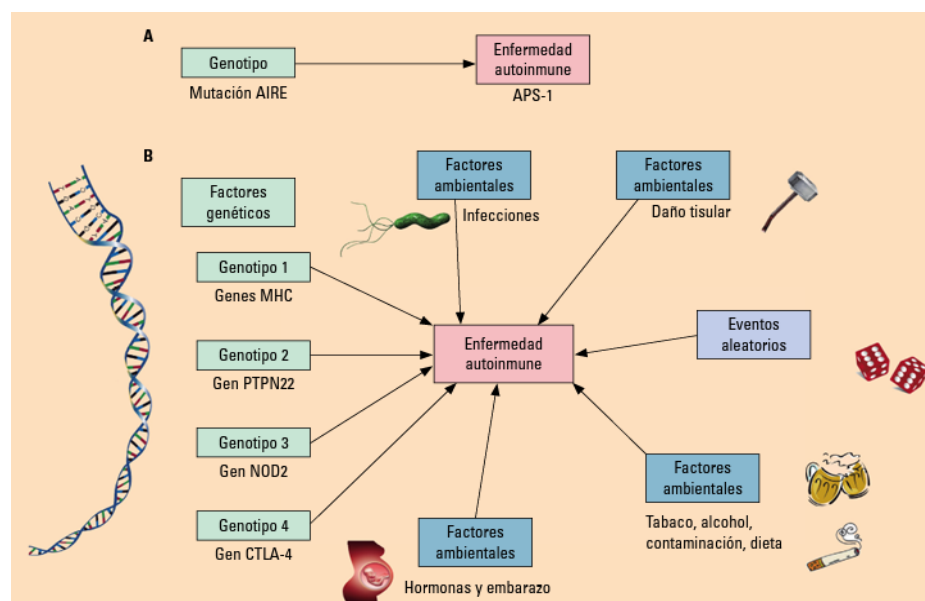 A
Genotipo
Mutación AIRE
Enfermedad
autoinmune
APS-1
B
Factores
genéticos
Factores
ambientales
Infecciones
Factores
ambientales
Daño tisular
Genotipo 1
Genes MHC
Genotipo 2
Gen PTPN22
Genotipo 3
Gen NOD2
Genotipo 4
Gen CTLA-4
Enfermedad
autoinmune
Eventos
aleatorios
Factores
ambientales
Tabaco, alcohol,
contaminación, dieta
Factores
ambientales
Hormonas y embarazo